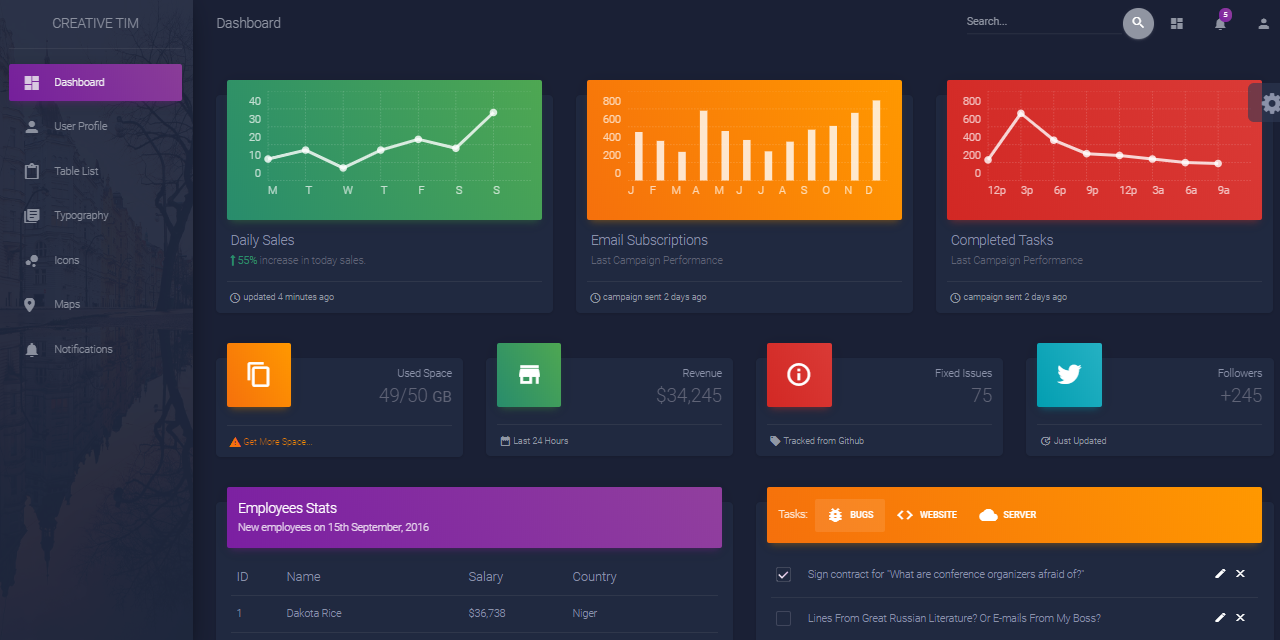 CREATIVE TIM
Dashboard
User Profile
Table List
Typography
Icons
Maps
Notifications
Dashboard
Search...
5
40
30
20
10
0
M T W T F S S
Daily Sales
55% increase in today sales.
updated 4 minutes ago
800
600
400
200
0
J F M A M J J A S O N D
Email Subscriptions
Last Campaign Performance
campaign sent 2 days ago
800
600
400
200
0
12p 3p 6p 9p 12p 3a 6a 9a
Completed Tasks
Last Campaign Performance
campaign sent 2 days ago
Used Space
49/50 GB
Get More Space...
Revenue
$34,245
Last 24 Hours
Fixed Issues
75
Tracked from Github
Followers
+245
Just Updated
Employees Stats
New employees on 15th September, 2016
ID Name Salary Country
1 Dakota Rice $36,738 Niger
Tasks: BUGS WEBSITE SERVER
Sign contract for "What are conference organizers afraid of?"
Lines From Great Russian Literature? Or E-mails From My Boss?